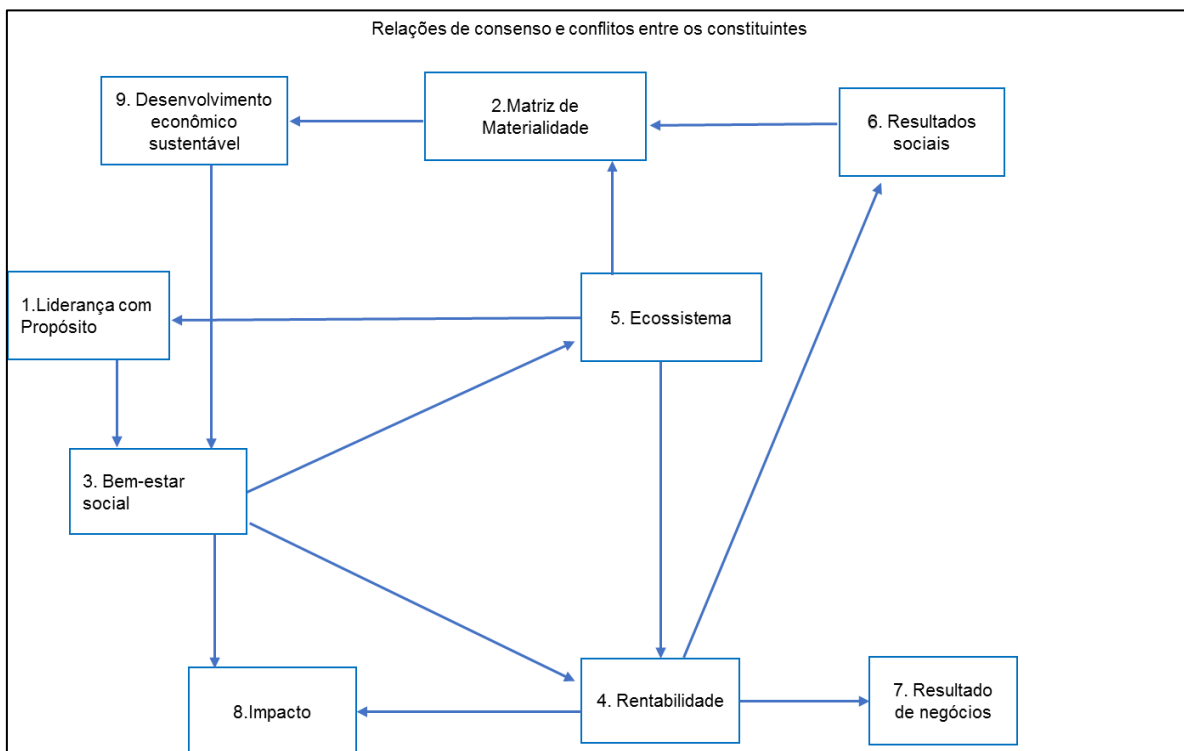 Relações de consenso e conflitos entre os constituintes
9. Desenvolvimento
econômico
sustentável
2.Matriz de
Materialidade
6. Resultados
sociais
1.Liderança com
Propósito
5. Ecossistema
3. Bem-estar
social
8.Impacto
4. Rentabilidade
7. Resultado
de negócios